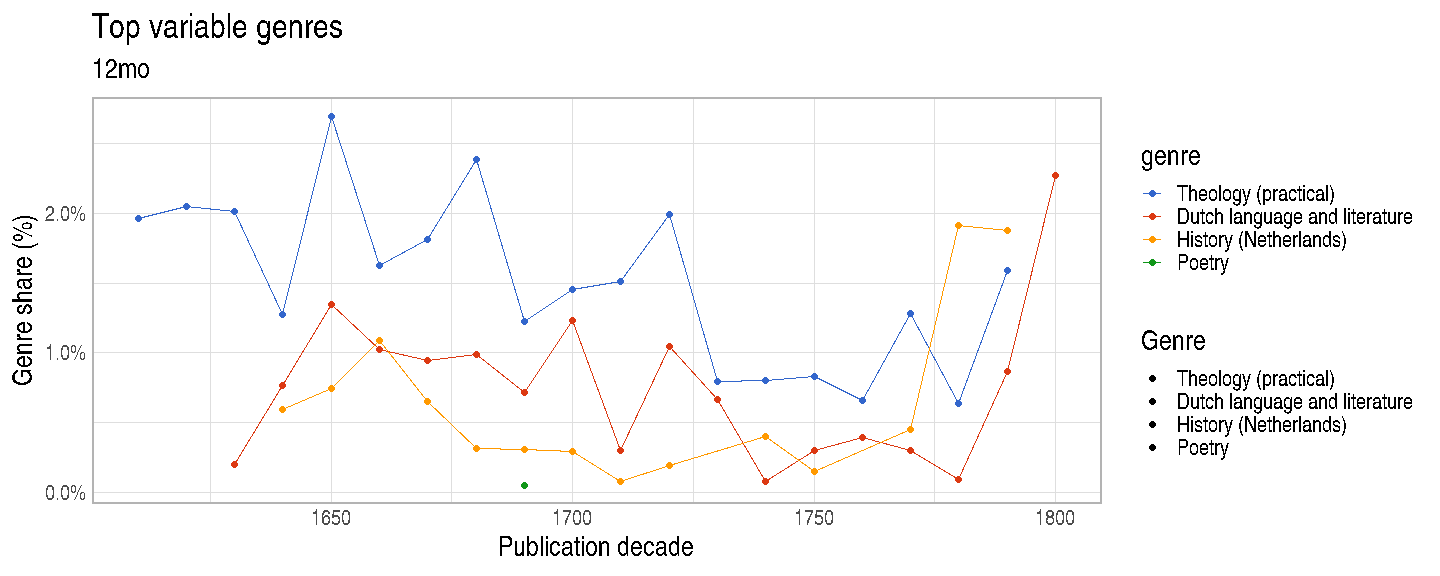 Top variable genres
12mo
Genre share (%)
2.0%
1.0%
0.0%
1650
1700
1750
1800
Publication decade
genre
Theology (practical)
Dutch language and literature
History (Netherlands)
Poetry
Genre
Theology (practical)
Dutch language and literature
History (Netherlands)
Poetry